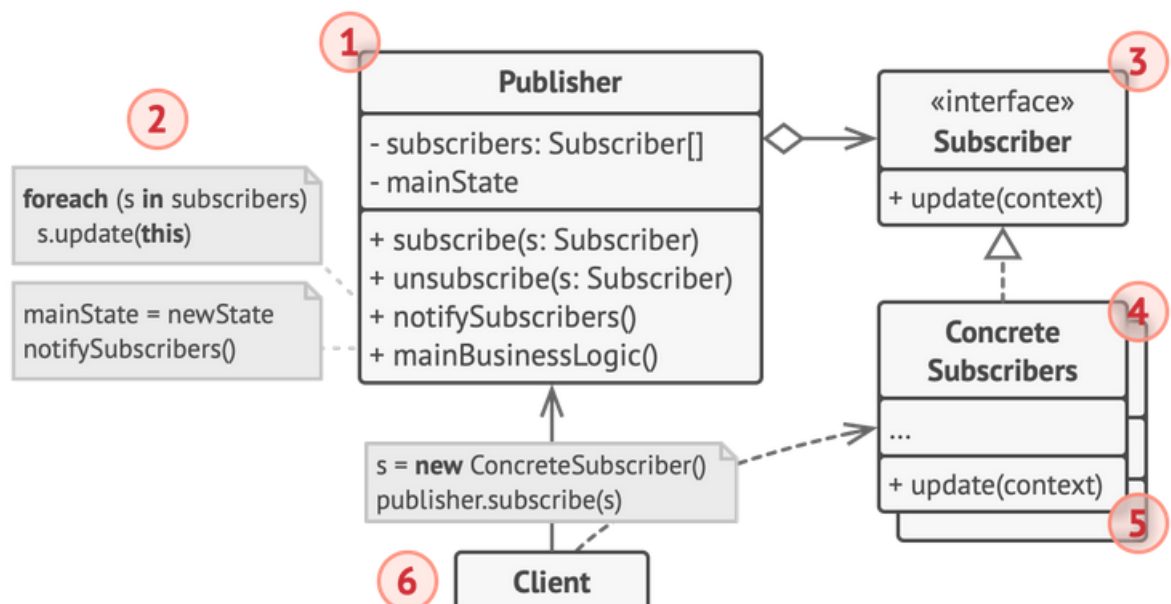 1
Publisher
- subscribers: Subscriber[]
- mainState
+ subscribe(s: Subscriber)
+ unsubscribe(s: Subscriber)
+ notifySubscribers()
+ mainBusinessLogic()
2
foreach (s in subscribers)
s.update(this)
mainState = newState
notifySubscribers()
3
«interface»
Subscriber
+ update(context)
4
Concrete
Subscribers
...
+ update(context)
5
s = new ConcreteSubscriber()
publisher.subscribe(s)
6
Client